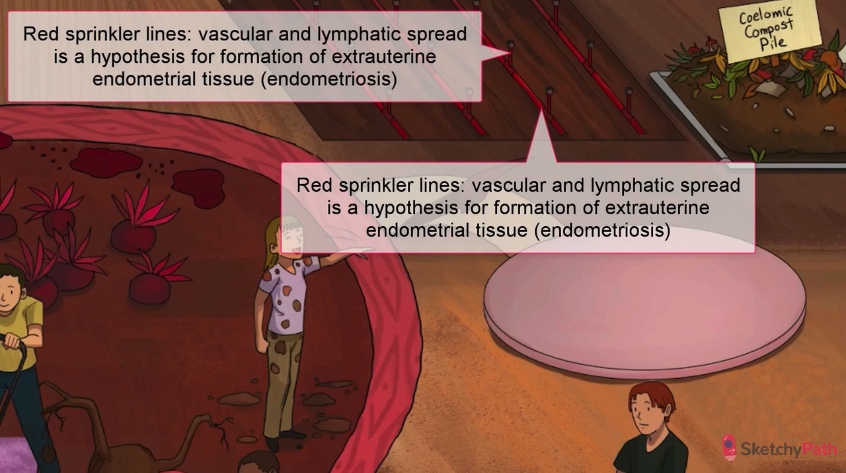 Red sprinkler lines: vascular and lymphatic spread
is a hypothesis for formation of extrauterine
endometrial tissue (endometriosis)
Coelomic
Compost
Pile
Red sprinkler lines: vascular and lymphatic spread
is a hypothesis for formation of extrauterine
endometrial tissue (endometriosis)
SketchyPath